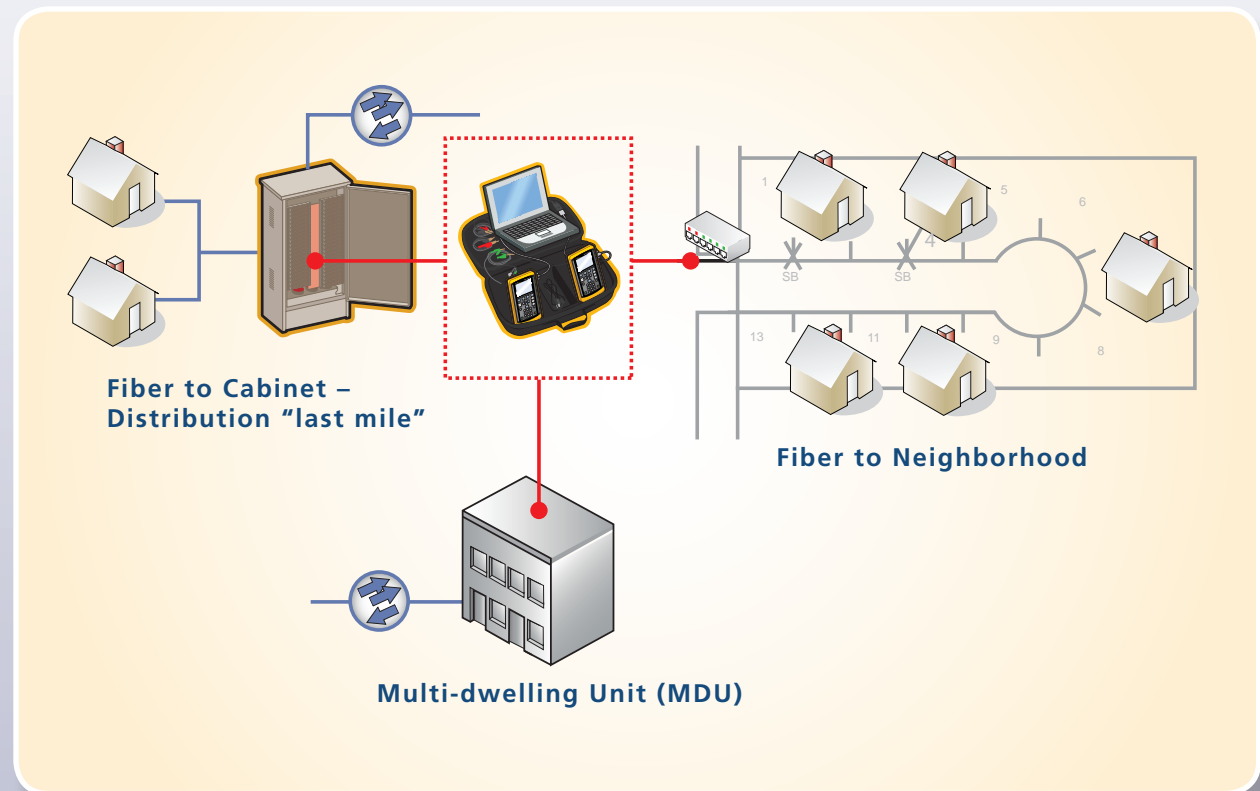 1
5
6
4
SB
SB
13
11
9
8
Fiber to Cabinet –
Distribution “last mile”
Fiber to Neighborhood
Multi-dwelling Unit (MDU)